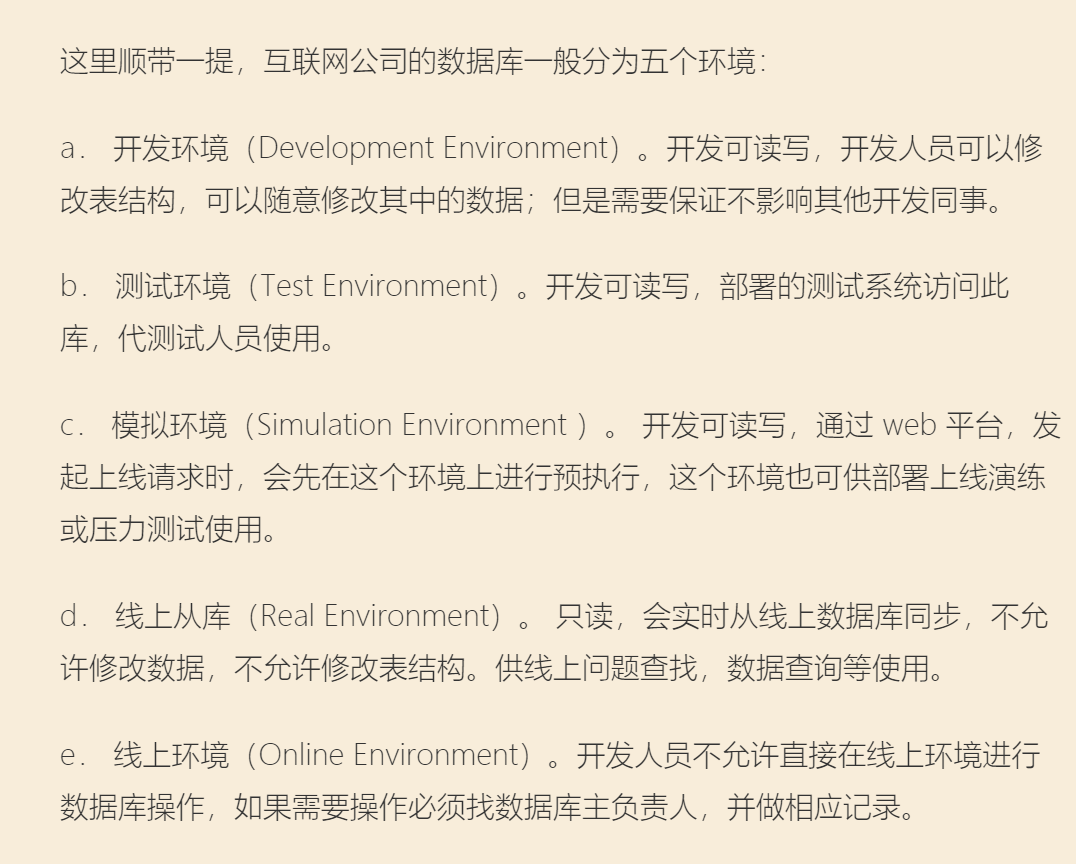 这里顺带一提，互联网公司的数据库一般分为五个环境：
a. 开发环境（Development Environment）。开发可读写，开发人员可以修
改表结构，可以随意修改其中的数据；但是需要保证不影响其他开发同事。
b. 测试环境（Test Environment）。开发可读写，部署的测试系统访问此
库，代测试人员使用。
c. 模拟环境（Simulation Environment ）。 开发可读写，通过 web 平台，发
起上线请求时，会先在这个环境上进行预执行，这个环境也可供部署上线演练
或压力测试使用。
d. 线上从库（Real Environment）。 只读，会实时从线上数据库同步，不允
许修改数据，不允许修改表结构。供线上问题查找，数据查询等使用。
e. 线上环境（Online Environment）。开发人员不允许直接在线上环境进行
数据库操作，如果需要操作必须找数据库主负责人，并做相应记录。